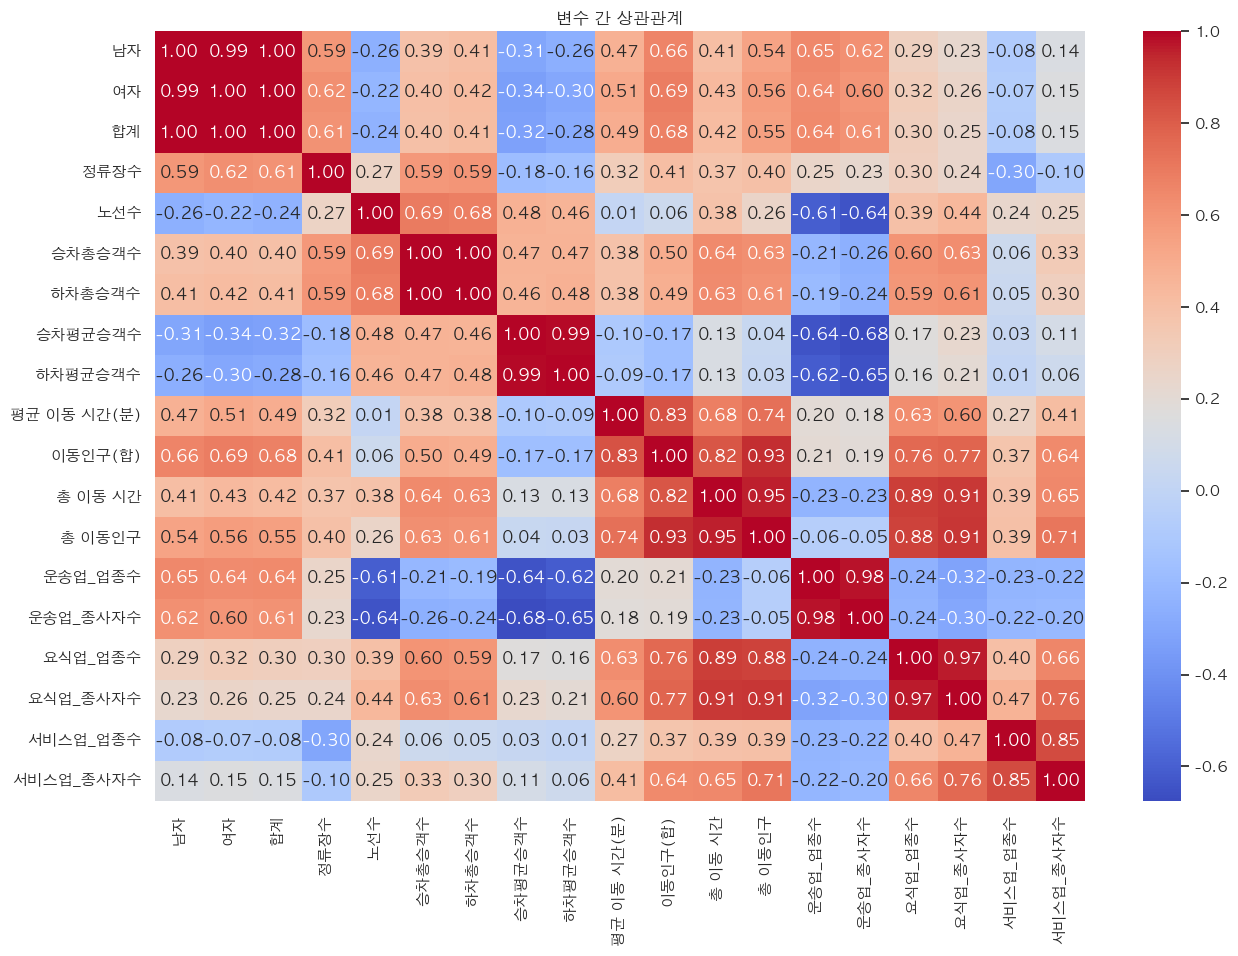 변수 간 상관관계
남자 1.00 0.99 1.00 0.59 -0.26 0.39 0.41 -0.31 -0.26 0.47 0.66 0.41 0.54 0.65 0.62 0.29 0.23 -0.08 0.14
여자 0.99 1.00 1.00 0.62 -0.22 0.40 0.42 -0.34 -0.30 0.51 0.69 0.43 0.56 0.64 0.60 0.32 0.26 -0.07 0.15
합계 1.00 1.00 1.00 0.61 -0.24 0.40 0.41 -0.32 -0.28 0.49 0.68 0.42 0.55 0.64 0.61 0.30 0.25 -0.08 0.15
정류장수 0.59 0.62 0.61 1.00 0.27 0.59 0.59 -0.18 -0.16 0.32 0.41 0.37 0.40 0.25 0.23 0.30 0.24 -0.30 -0.10
노선수 -0.26 -0.22 -0.24 0.27 1.00 0.69 0.68 0.48 0.46 0.01 0.06 0.38 0.26 -0.61 -0.64 0.39 0.44 0.24 0.25
승차총승객수 0.39 0.40 0.40 0.59 0.69 1.00 1.00 0.47 0.47 0.38 0.50 0.64 0.63 -0.21 -0.26 0.60 0.63 0.06 0.33
하차총승객수 0.41 0.42 0.41 0.59 0.68 1.00 1.00 0.46 0.48 0.38 0.49 0.63 0.61 -0.19 -0.24 0.59 0.61 0.05 0.30
승차평균승객수 -0.31 -0.34 -0.32 -0.18 0.48 0.47 0.46 1.00 0.99 -0.10 -0.17 0.13 0.04 -0.64 -0.68 0.17 0.23 0.03 0.11
하차평균승객수 -0.26 -0.30 -0.28 -0.16 0.46 0.47 0.48 0.99 1.00 -0.09 -0.17 0.13 0.03 -0.62 -0.65 0.16 0.21 0.01 0.06
평균 이동 시간(분) 0.47 0.51 0.49 0.32 0.01 0.38 0.38 -0.10 -0.09 1.00 0.83 0.68 0.74 0.20 0.18 0.63 0.60 0.27 0.41
이동인구(합) 0.66 0.69 0.68 0.41 0.06 0.50 0.49 -0.17 -0.17 0.83 1.00 0.82 0.93 0.21 0.19 0.76 0.77 0.37 0.64
총 이동 시간 0.41 0.43 0.42 0.37 0.38 0.64 0.63 0.13 0.13 0.68 0.82 1.00 0.95 -0.23 -0.23 0.89 0.91 0.39 0.65
총 이동인구 0.54 0.56 0.55 0.40 0.26 0.63 0.61 0.04 0.03 0.74 0.93 0.95 1.00 -0.06 -0.05 0.88 0.91 0.39 0.71
운송업_업종수 0.65 0.64 0.64 0.25 -0.61 -0.21 -0.19 -0.64 -0.62 0.20 0.21 -0.23 -0.06 1.00 0.98 -0.24 -0.32 -0.23 -0.22
운송업_종사자수 0.62 0.60 0.61 0.23 -0.64 -0.26 -0.24 -0.68 -0.65 0.18 0.19 -0.23 -0.05 0.98 1.00 -0.24 -0.30 -0.22 -0.20
요식업_업종수 0.29 0.32 0.30 0.30 0.39 0.60 0.59 0.17 0.16 0.63 0.76 0.89 0.88 -0.24 -0.24 1.00 0.97 0.40 0.66
요식업_종사자수 0.23 0.26 0.25 0.24 0.44 0.63 0.61 0.23 0.21 0.60 0.77 0.91 0.91 -0.32 -0.30 0.97 1.00 0.47 0.76
서비스업_업종수 -0.08 -0.07 -0.08 -0.30 0.24 0.06 0.05 0.03 0.01 0.27 0.37 0.39 0.39 -0.23 -0.22 0.40 0.47 1.00 0.85
서비스업_종사자수 0.14 0.15 0.15 -0.10 0.25 0.33 0.30 0.11 0.06 0.41 0.64 0.65 0.71 -0.22 -0.20 0.66 0.76 0.85 1.00
남자
여자
합계
정류장수
노선수
승차총승객수
하차총승객수
승차평균승객수
하차평균승객수
평균 이동 시간(분)
이동인구(합)
총 이동 시간
총 이동인구
운송업_업종수
운송업_종사자수
요식업_업종수
요식업_종사자수
서비스업_업종수
서비스업_종사자수
1.0
0.8
0.6
0.4
0.2
0.0
-0.2
-0.4
-0.6